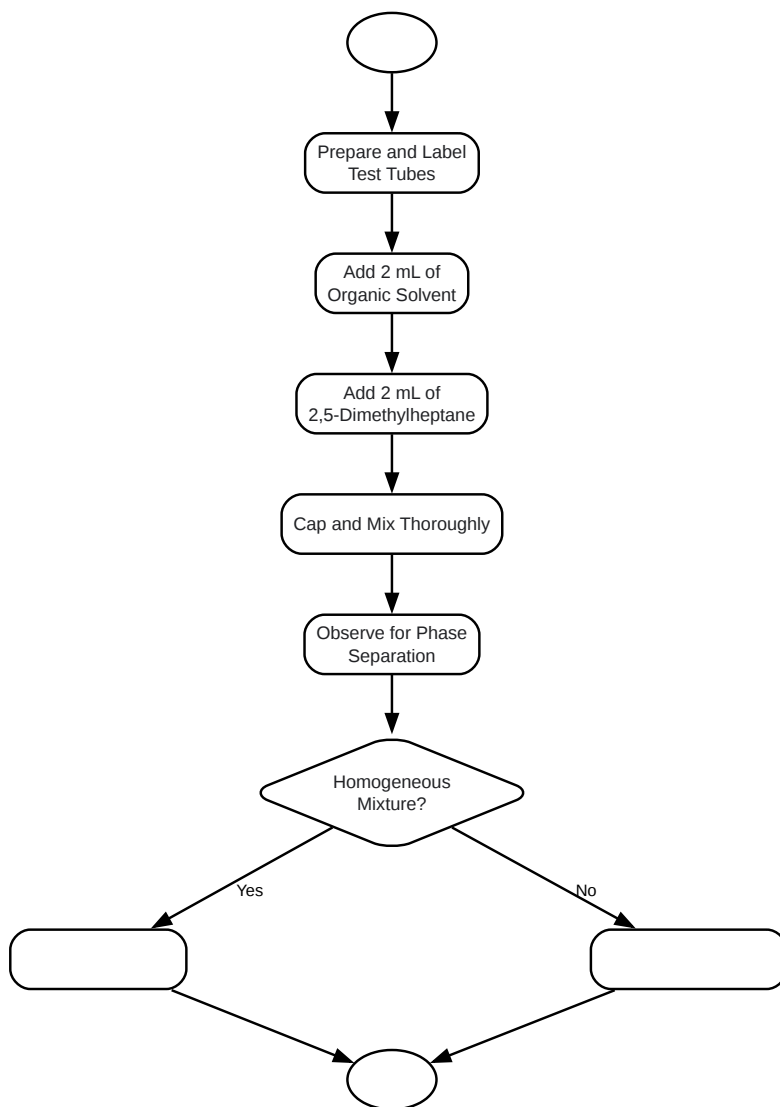 Prepare and Label
Test Tubes
Add 2 mL of
Organic Solvent
Add 2 mL of
2,5-Dimethylheptane
Cap and Mix Thoroughly
Observe for Phase
Separation
Homogeneous
Mixture?
Yes
No